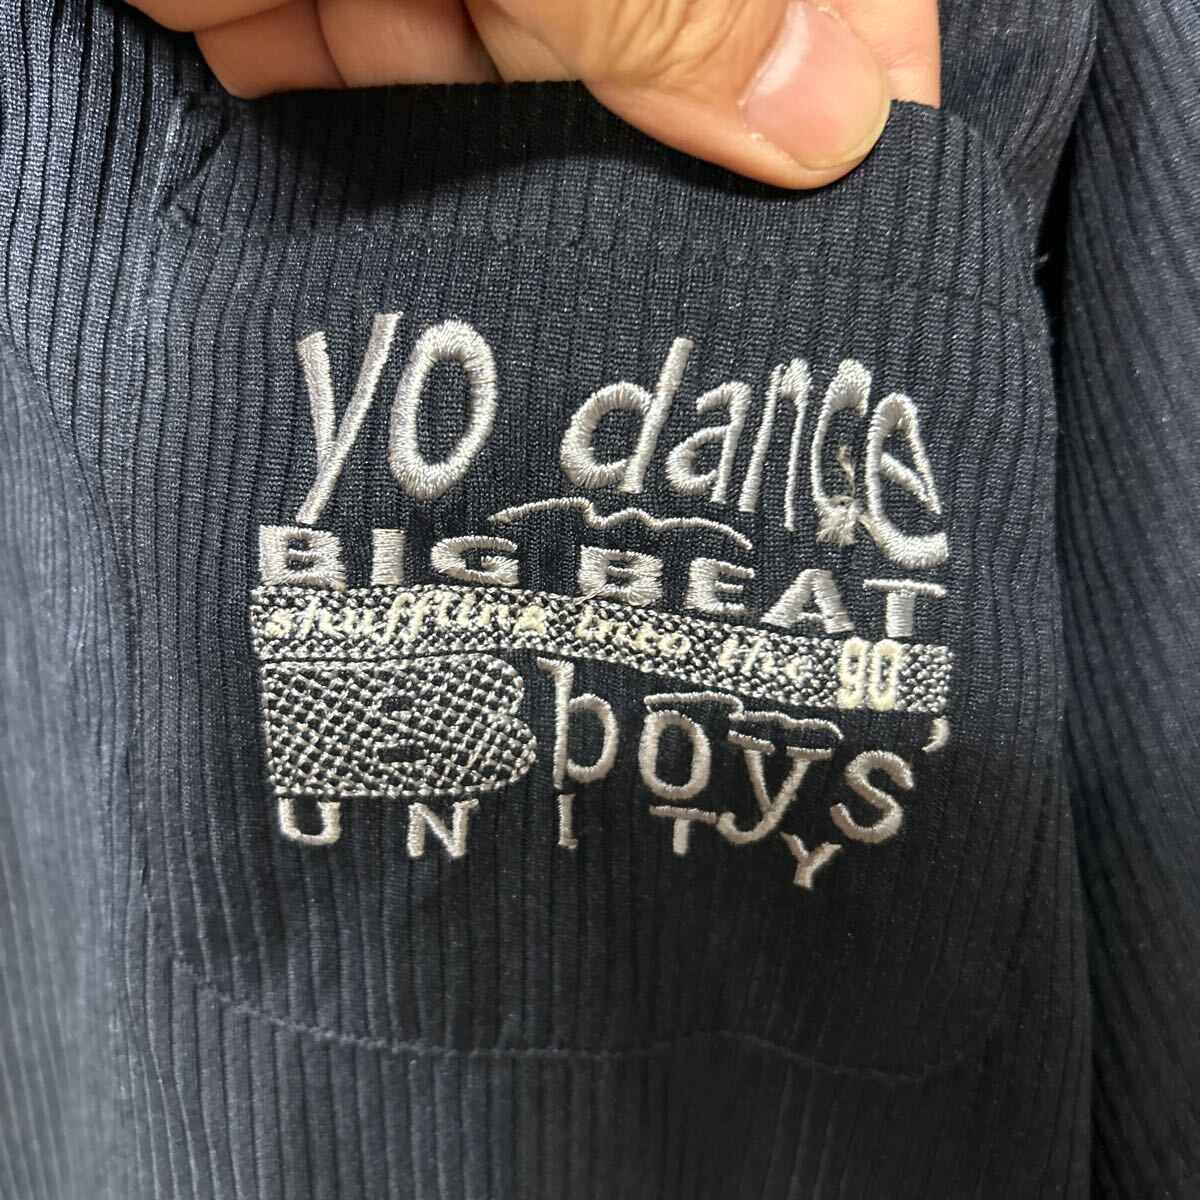 yo dance
BIG BEAT
shuffling into the 90'
B boys'
UNITY